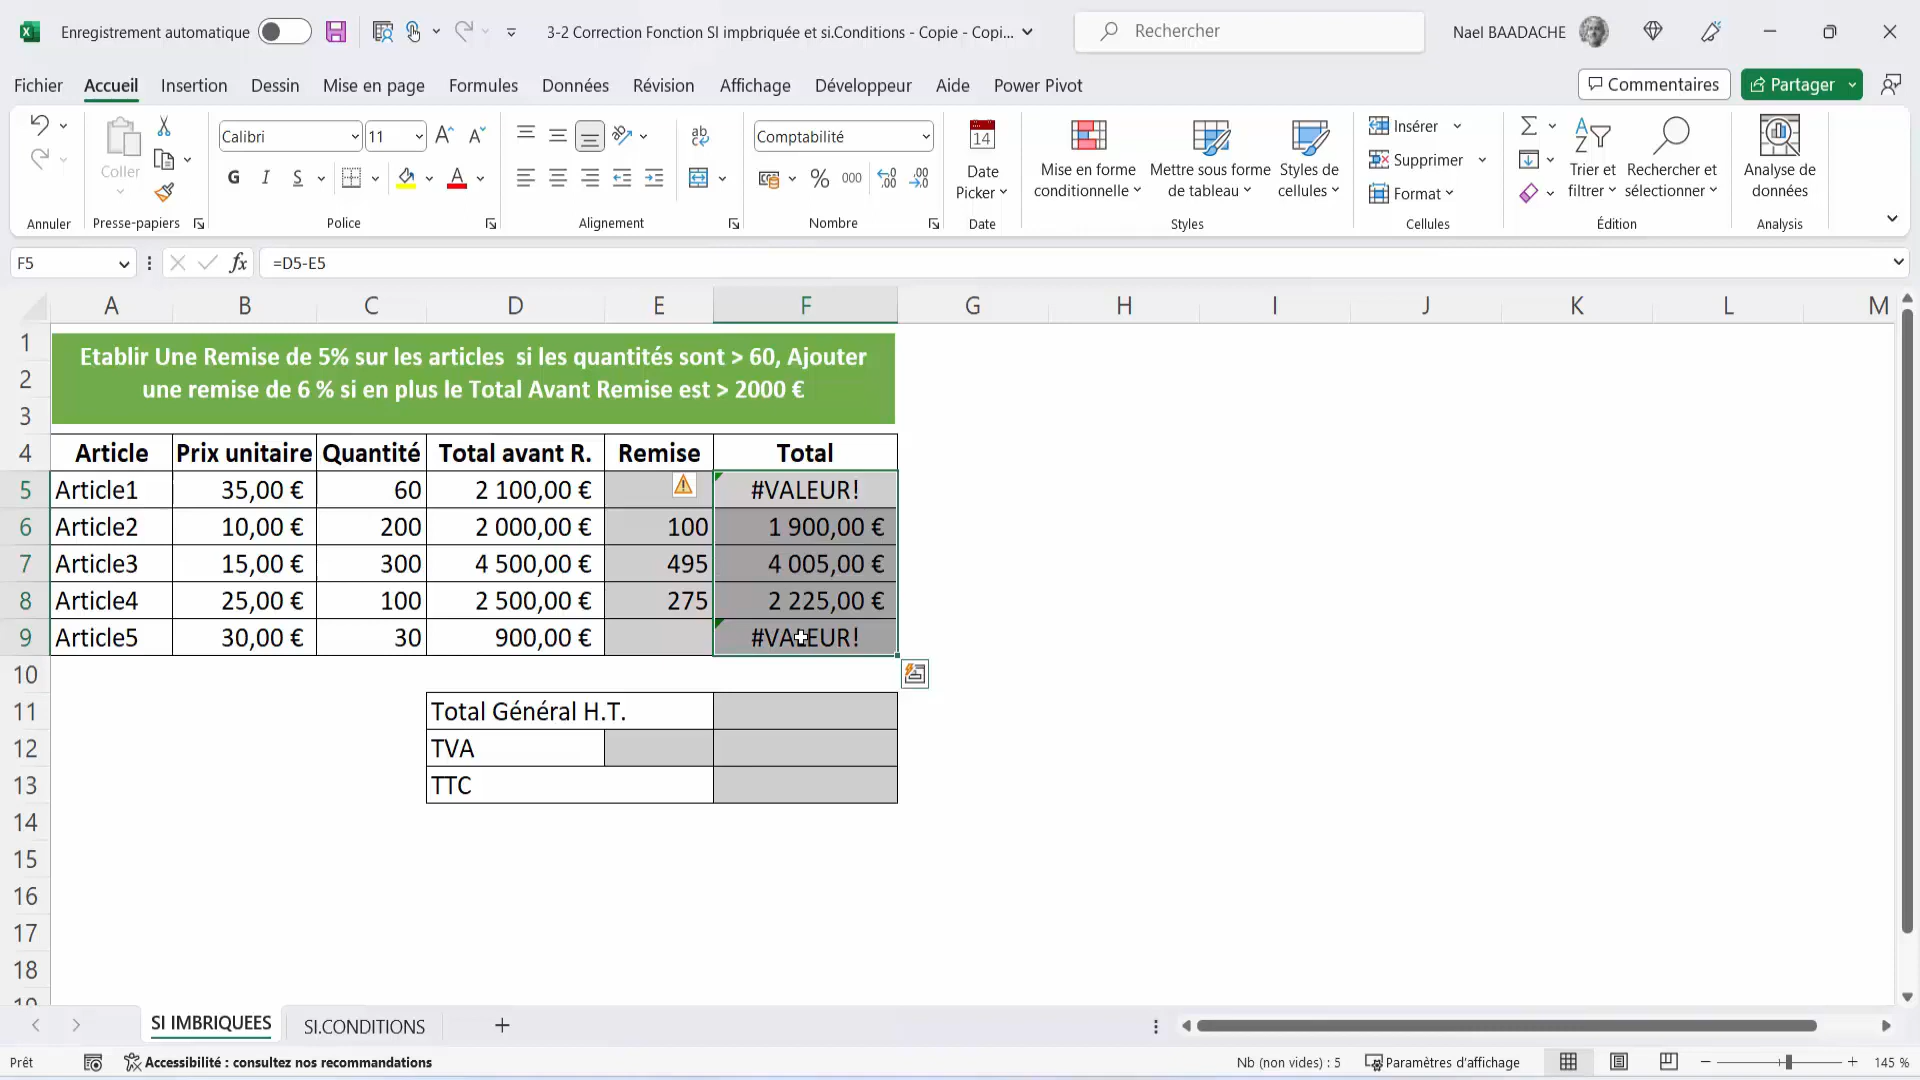 Enregistrement automatique
3-2 Correction Fonction SI impbriquée et si.Conditions - Copie - Copi...
Rechercher
Nael BAADACHE
Fichier Accueil Insertion Dessin Mise en page Formules Données Révision Affichage Développeur Aide Power Pivot
Commentaires
Partager
Coller
Calibri 11
G I S
ab
Comptabilité
% 000
14
Date Picker
Mise en forme conditionnelle
Mettre sous forme de tableau
Styles de cellules
Insérer
Supprimer
Format
Trier et filtrer
Rechercher et sélectionner
Analyse de données
Annuler Presse-papiers Police Alignement Nombre Date Styles Cellules Édition Analysis
F5 fx =D5-E5
A B C D E F G H I J K L M
1
2
3
Etablir Une Remise de 5% sur les articles si les quantités sont > 60, Ajouter
une remise de 6 % si en plus le Total Avant Remise est > 2000 €
4 Article Prix unitaire Quantité Total avant R. Remise Total
5 Article1 35,00 € 60 2 100,00 € #VALEUR!
6 Article2 10,00 € 200 2 000,00 € 100 1 900,00 €
7 Article3 15,00 € 300 4 500,00 € 495 4 005,00 €
8 Article4 25,00 € 100 2 500,00 € 275 2 225,00 €
9 Article5 30,00 € 30 900,00 € #VALEUR!
10
11 Total Général H.T.
12 TVA
13 TTC
14
15
16
17
18
19
SI IMBRIQUEES SI.CONDITIONS
Prêt
Accessibilité : consultez nos recommandations
Nb (non vides) : 5
Paramètres d'affichage
145 %